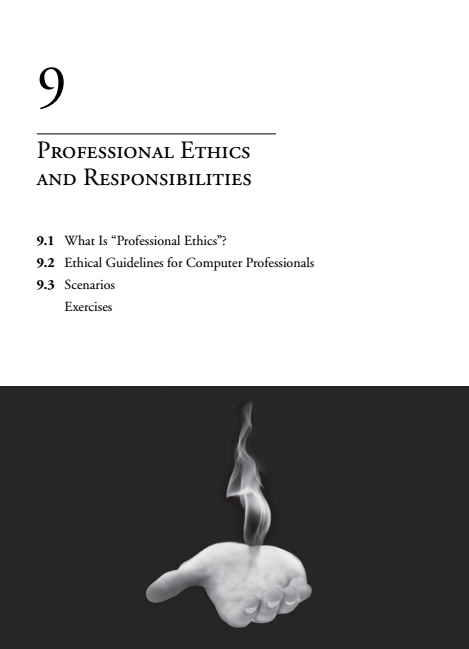 9
Professional Ethics
and Responsibilities
9.1 What Is “Professional Ethics”?
9.2 Ethical Guidelines for Computer Professionals
9.3 Scenarios
Exercises